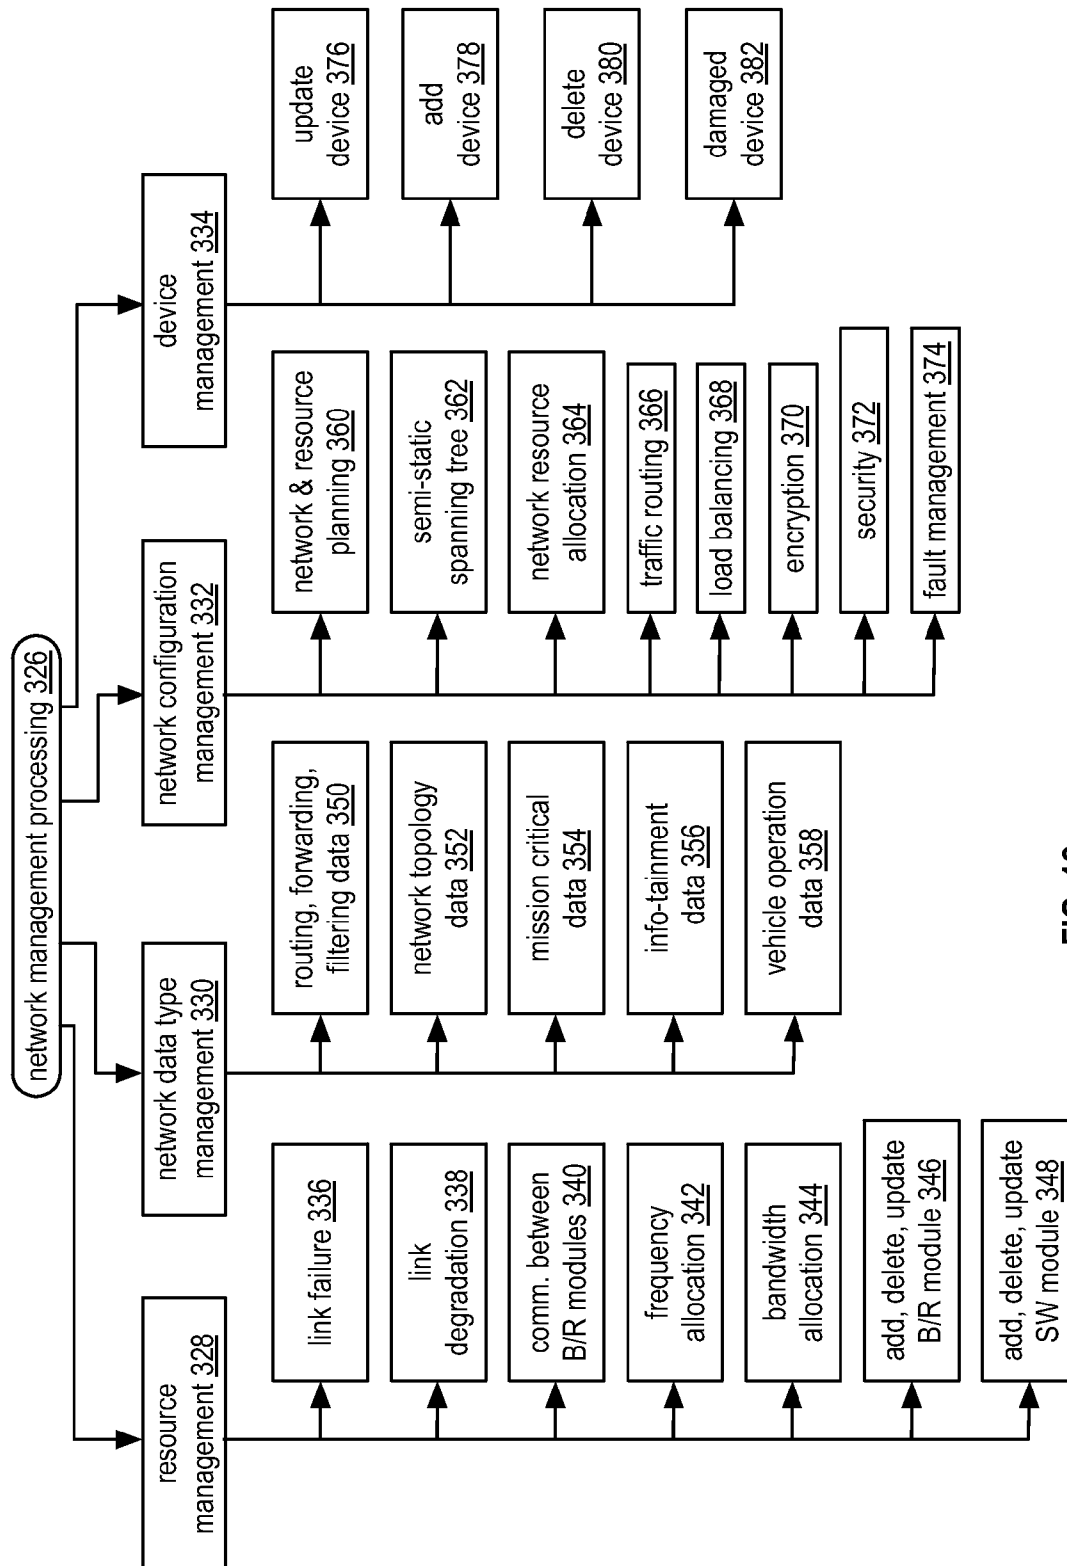 network management processing 326
resource
management 328
link failure 336
link
degradation 338
comm. between
B/R modules 340
frequency
allocation 342
bandwidth
allocation 344
add, delete, update
B/R module 346
add, delete, update
SW module 348
network data type
management 330
routing, forwarding,
filtering data 350
network topology
data 352
mission critical
data 354
info-tainment
data 356
vehicle operation
data 358
network configuration
management 332
network & resource
planning 360
semi-static
spanning tree 362
network resource
allocation 364
traffic routing 366
load balancing 368
encryption 370
security 372
fault management 374
device
management 334
update
device 376
add
device 378
delete
device 380
damaged
device 382
FIG.